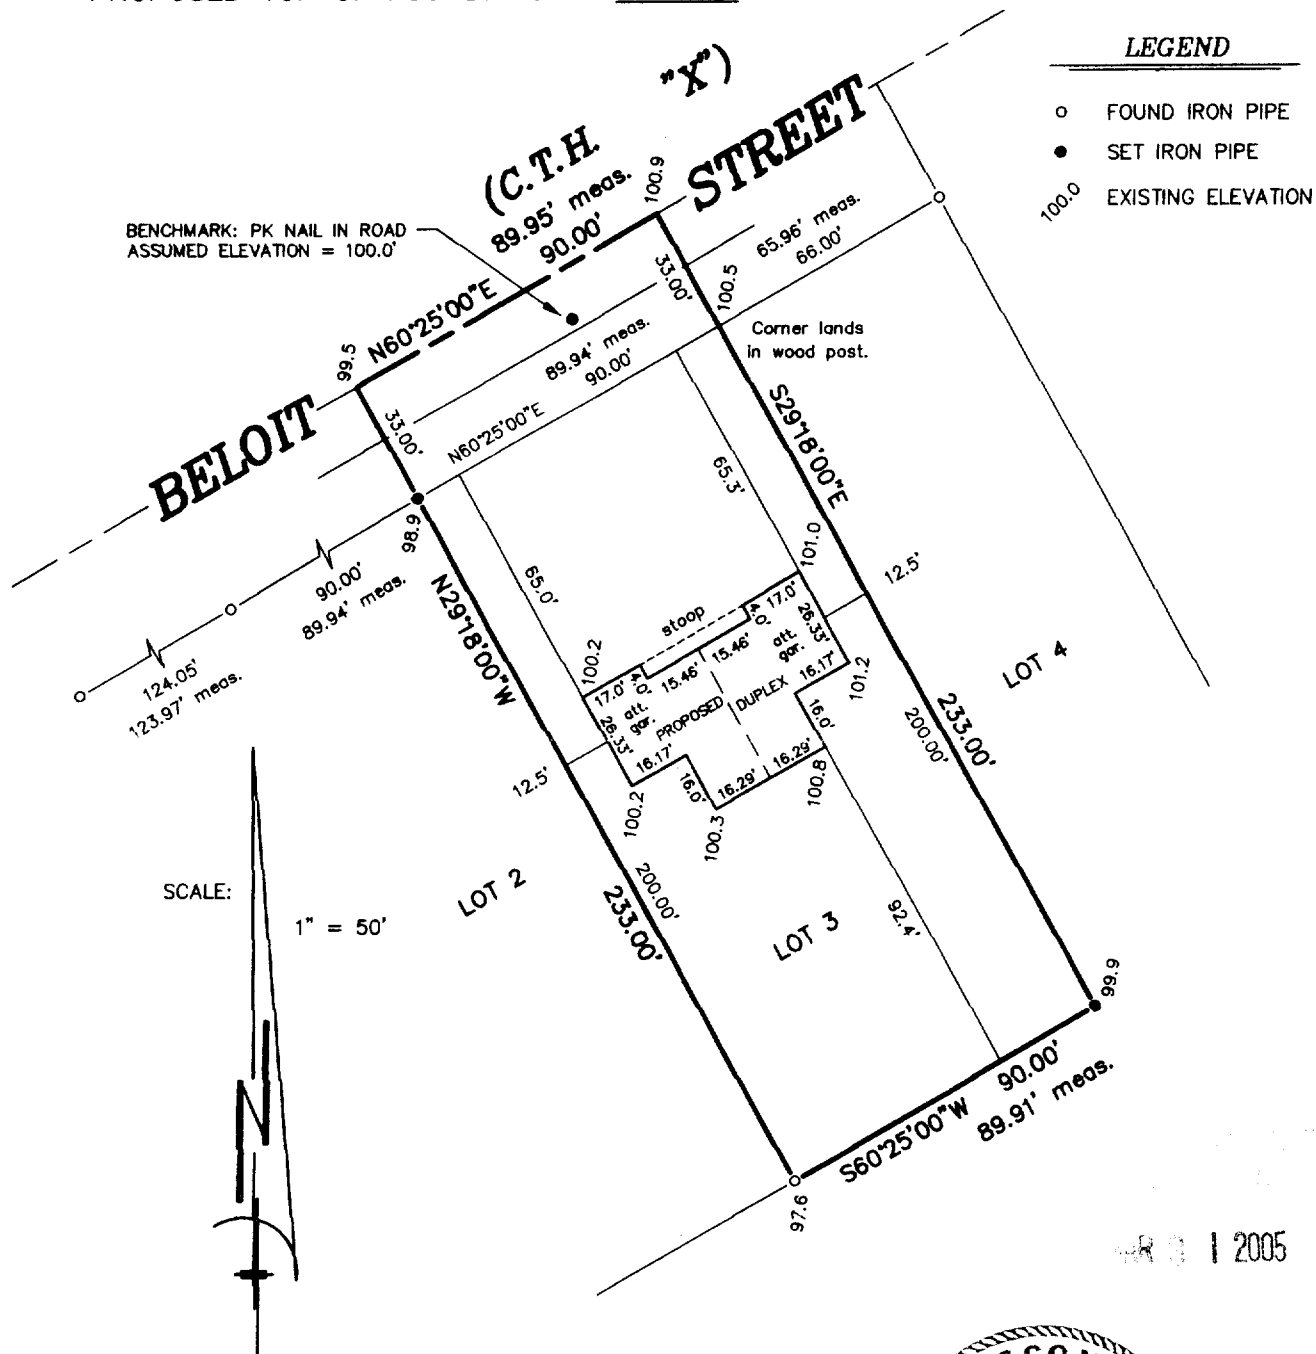 "X")
(C.T.H.
STREET
BELOIT
LEGEND
FOUND IRON PIPE
SET IRON PIPE
100.0 EXISTING ELEVATION
BENCHMARK: PK NAIL IN ROAD
ASSUMED ELEVATION = 100.0'
89.95' meas.
90.00'
100.9
N60°25'00"E
99.5
65.96' meas.
66.00'
33.00'
100.5
Corner lands
in wood post.
89.94' meas.
90.00'
N60°25'00"E
33.00'
98.9
90.00'
89.94' meas.
124.05'
123.97' meas.
S29°18'00"E
N29°18'00"W
65.3'
65.0'
101.0
12.5'
stoop
17.0'
4.0'
26.33'
att.
gar.
15.46'
100.2
17.0'
4.0'
15.46'
att.
gar.
26.33'
PROPOSED DUPLEX
16.17'
101.2
16.0'
16.17'
16.29'
16.29'
16.0'
100.8
12.5'
100.2
100.3
LOT 4
233.00'
200.00'
LOT 2
200.00'
233.00'
LOT 3
92.4'
SCALE:
1" = 50'
N
99.9
90.00'
S60°25'00"W
89.91' meas.
97.6
1 2005